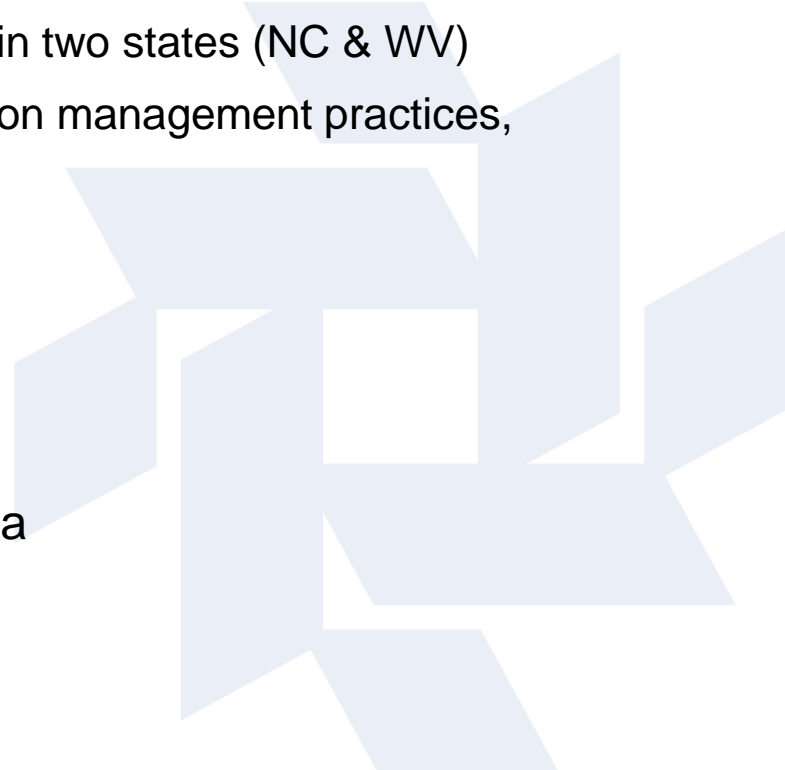 in two states (NC & WV)
on management practices,
a